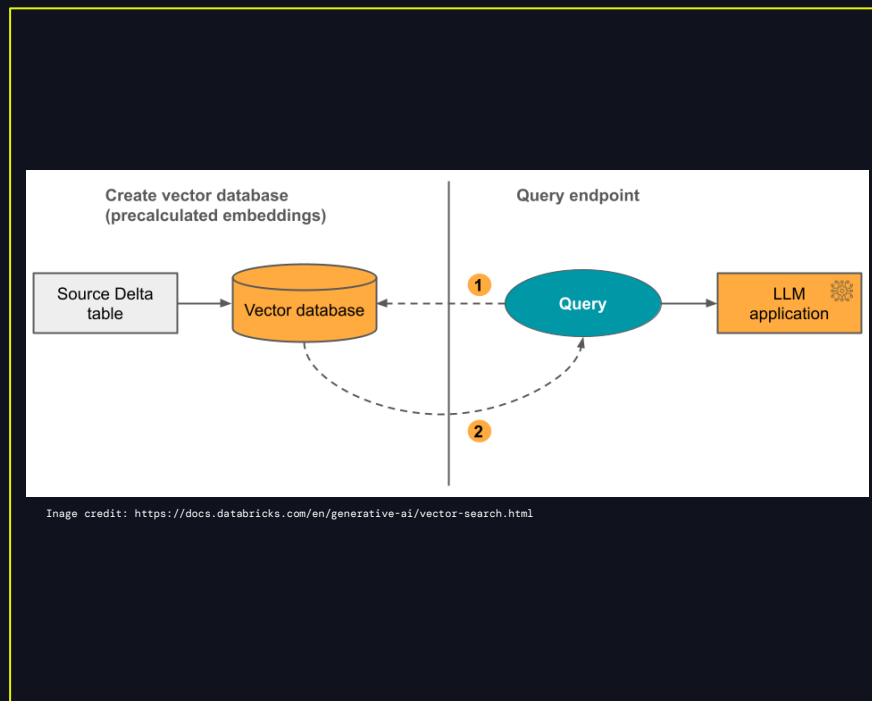 Create vector database
(precalculated embeddings)
Query endpoint
Source Delta
table
Vector database
1
Query
LLM
application
2
Image credit: https://docs.databricks.com/en/generative-ai/vector-search.html